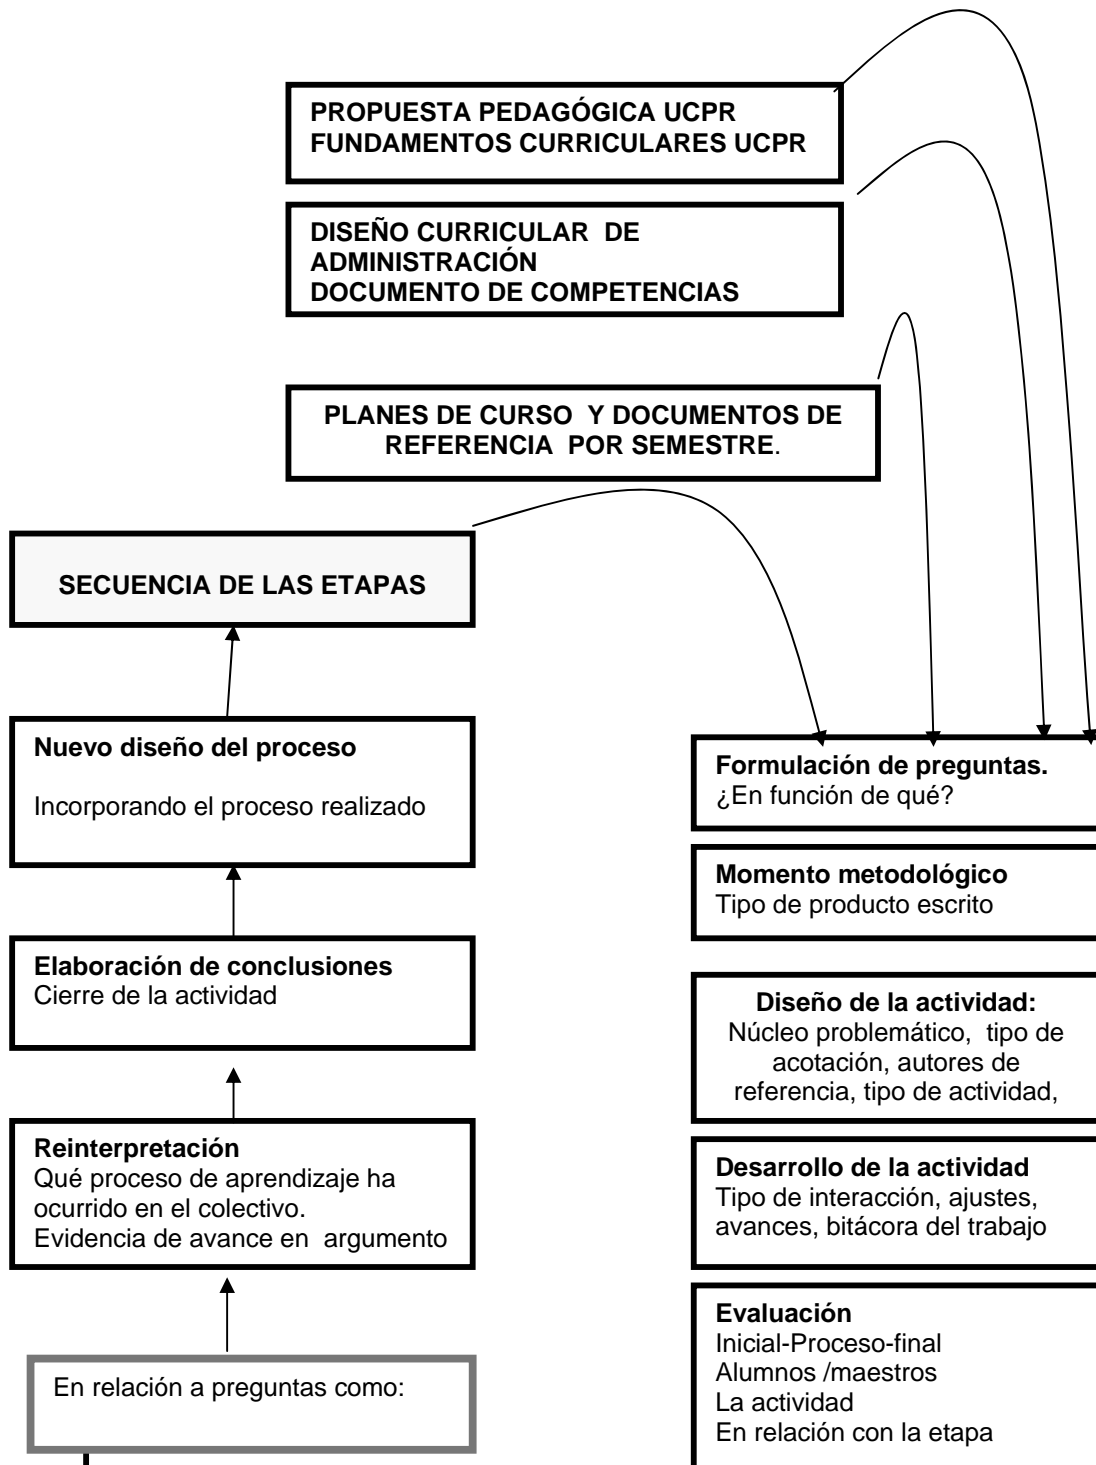 PROPUESTA PEDAGÓGICA UCPR
FUNDAMENTOS CURRICULARES UCPR
DISEÑO CURRICULAR DE
ADMINISTRACIÓN
DOCUMENTO DE COMPETENCIAS
PLANES DE CURSO Y DOCUMENTOS DE
REFERENCIA POR SEMESTRE.
SECUENCIA DE LAS ETAPAS
Nuevo diseño del proceso
Incorporando el proceso realizado
Elaboración de conclusiones
Cierre de la actividad
Reinterpretación
Qué proceso de aprendizaje ha
ocurrido en el colectivo.
Evidencia de avance en argumento
En relación a preguntas como:
Formulación de preguntas.
¿En función de qué?
Momento metodológico
Tipo de producto escrito
Diseño de la actividad:
Núcleo problemático, tipo de
acotación, autores de
referencia, tipo de actividad,
Desarrollo de la actividad
Tipo de interacción, ajustes,
avances, bitácora del trabajo
Evaluación
Inicial-Proceso-final
Alumnos /maestros
La actividad
En relación con la etapa